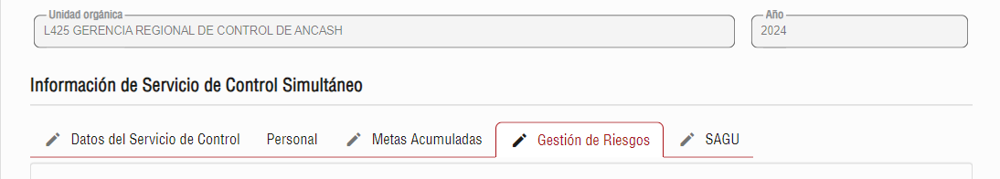 Unidad orgánica
L425 GERENCIA REGIONAL DE CONTROL DE ANCASH
Año
2024
Información de Servicio de Control Simultáneo
Datos del Servicio de Control Personal Metas Acumuladas Gestión de Riesgos SAGU